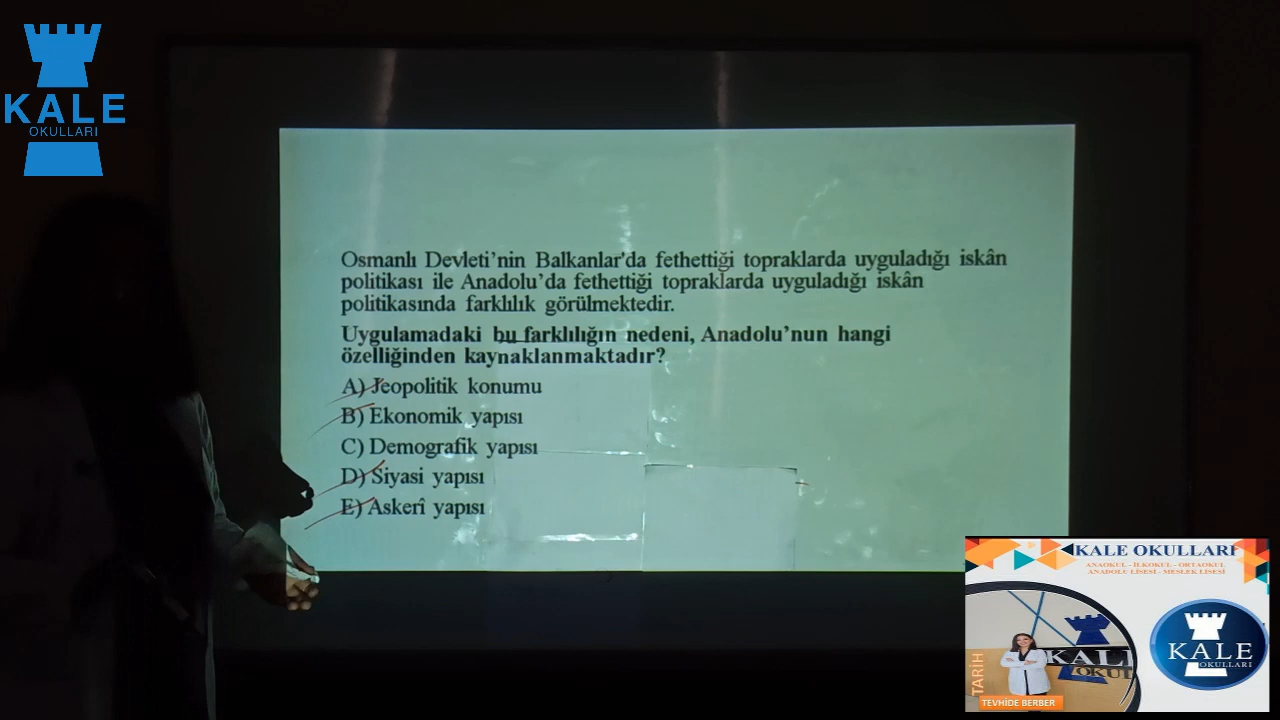 KALE
OKULLARI
Osmanlı Devleti'nin Balkanlar'da fethettiği topraklarda uyguladığı iskân
politikası ile Anadolu'da fethettiği topraklarda uyguladığı iskân
politikasında farklılık görülmektedir.
Uygulamadaki bu farklılığın nedeni, Anadolu'nun hangi
özelliğinden kaynaklanmaktadır?
A) Jeopolitik konumu
B) Ekonomik yapısı
C) Demografik yapısı
D) Siyasi yapısı
E) Askerî yapısı
KALE OKULLARI
ANAOKUL - İLKOKUL - ORTAOKUL
ANADOLU LİSESİ - MESLEK LİSESİ
KALE
OKULLARI
TARİH
TEVHİDE BERBER